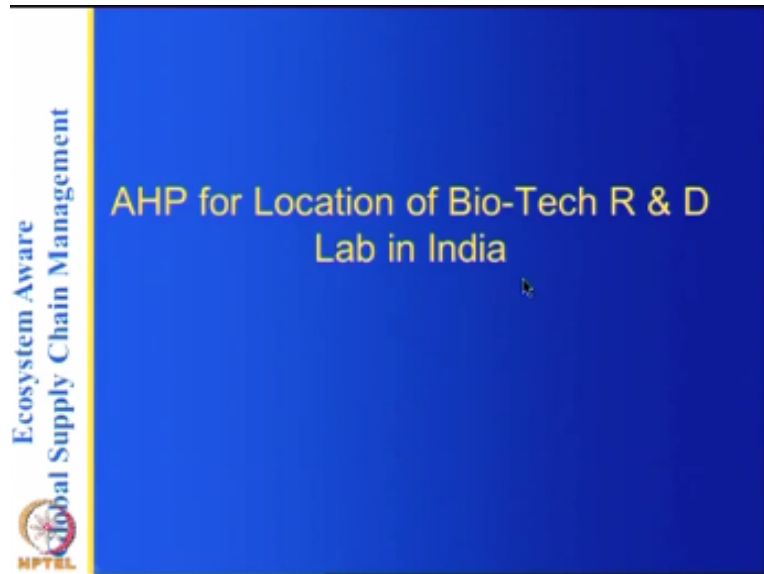 Ecosystem Aware
Global Supply Chain Management
AHP for Location of Bio-Tech R & D
Lab in India
NPTEL